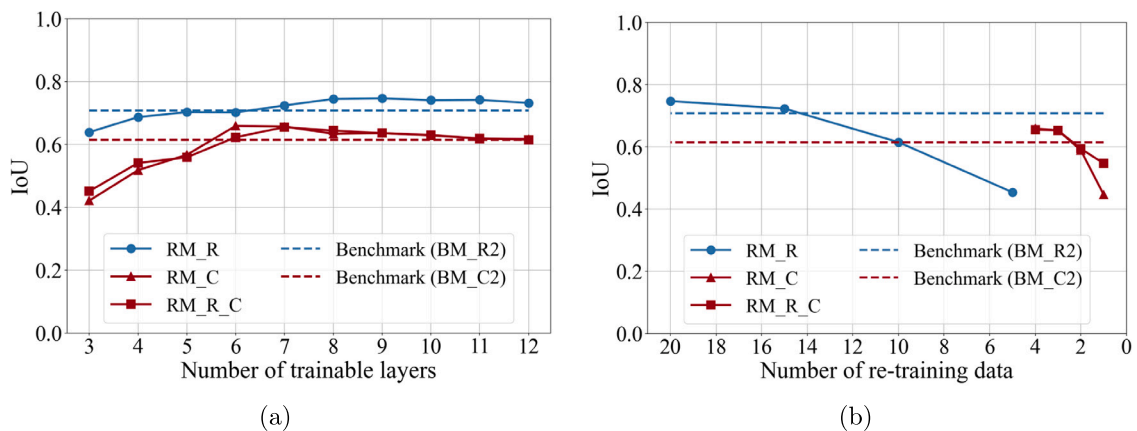 1.0
0.8
0.6
0.4
0.2
0.0
IoU
RM_R
RM_C
RM_R_C
Benchmark (BM_R2)
Benchmark (BM_C2)
3 4 5 6 7 8 9 10 11 12
Number of trainable layers
(a)
1.0
0.8
0.6
0.4
0.2
0.0
IoU
RM_R
RM_C
RM_R_C
Benchmark (BM_R2)
Benchmark (BM_C2)
20 18 16 14 12 10 8 6 4 2 0
Number of re-training data
(b)